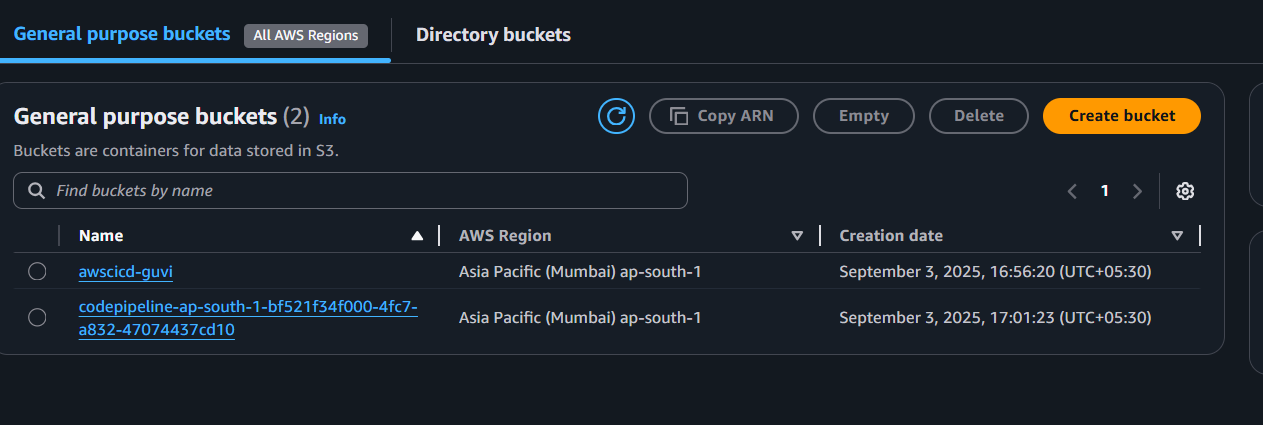 General purpose buckets All AWS Regions Directory buckets
General purpose buckets (2) Info Copy ARN Empty Delete Create bucket
Buckets are containers for data stored in S3.
Find buckets by name 1
Name AWS Region Creation date
awscicd-guvi Asia Pacific (Mumbai) ap-south-1 September 3, 2025, 16:56:20 (UTC+05:30)
codepipeline-ap-south-1-bf521f34f000-4fc7-
a832-47074437cd10 Asia Pacific (Mumbai) ap-south-1 September 3, 2025, 17:01:23 (UTC+05:30)